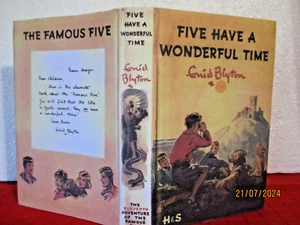 THE FAMOUS FIVE
Dear Children,
Here is the eleventh
book about the 'Famous Five'.
You will find that the title
is quite correct, they do have
a wonderful time!
Love from
Enid Blyton
FIVE HAVE A
WONDERFUL
TIME
Enid
Blyton
THE
ELEVENTH
ADVENTURE OF THE
FAMOUS
FIVE HAVE A
WONDERFUL TIME
Enid Blyton
H&S
21/07/2024